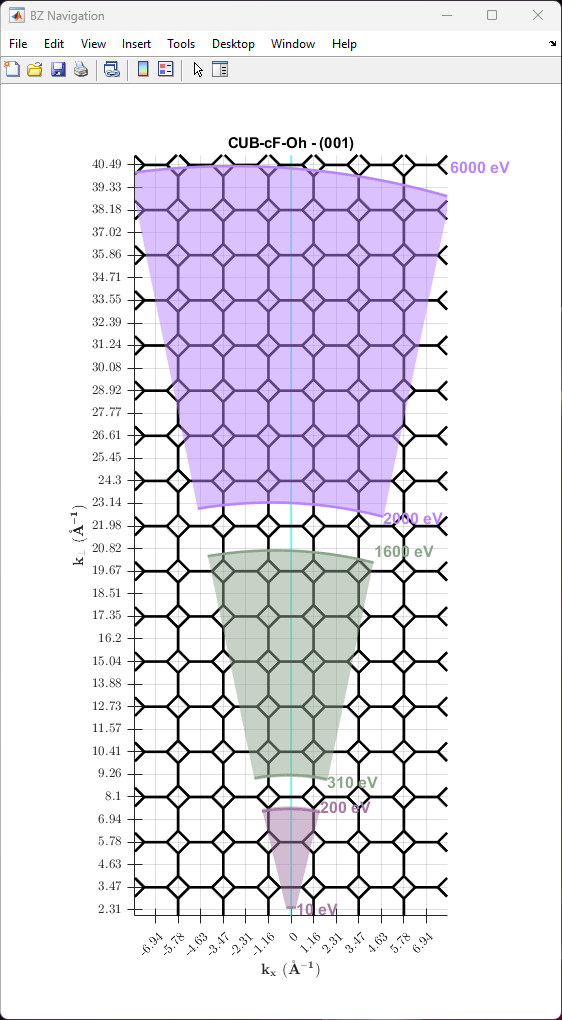 BZ Navigation
File Edit View Insert Tools Desktop Window Help
CUB-cF-Oh - (001)
6000 eV
2000 eV
1600 eV
310 eV
200 eV
10 eV
40.49
39.33
38.18
37.02
35.86
34.71
33.55
32.39
31.24
30.08
28.92
27.77
26.61
25.45
24.3
23.14
21.98
20.82
19.67
18.51
17.35
16.2
15.04
13.88
12.73
11.57
10.41
9.26
8.1
6.94
5.78
4.63
3.47
2.31
k⊥ (Å⁻¹)
-6.94 -5.78 -4.63 -3.47 -2.31 -1.16 0 1.16 2.31 3.47 4.63 5.78 6.94
kₓ (Å⁻¹)